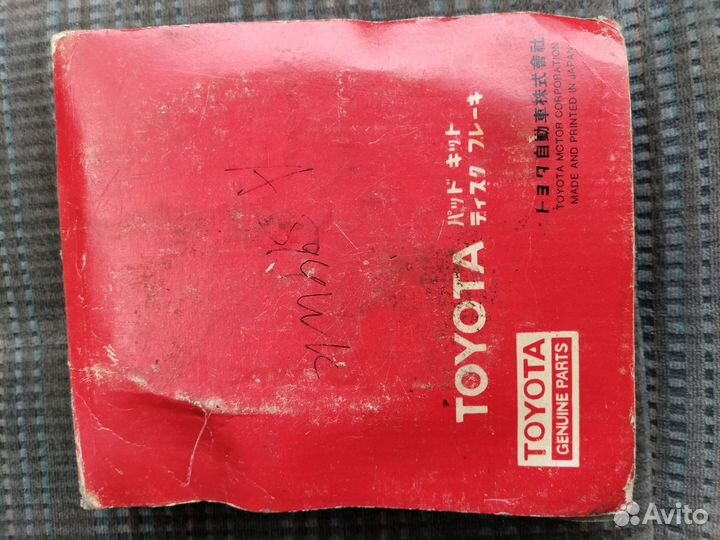 TOYOTA
パッド キット
ディスク ブレーキ
トヨタ自動車株式會社
TOYOTA MOTOR CORPORATION
MADE AND PRINTED IN JAPAN
TOYOTA
GENUINE PARTS
Avito